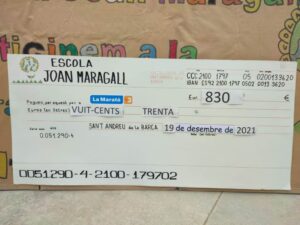 ticipem a la
ESCOLA
JOAN MARAGALL
CCC 2100 1797 05 0200133620
IBAN ES92 2100 1797 0502 0013 3620
Pagueu per aquest xec a La Marató 3 Eur. 830
Euros (en lletres) VUIT-CENTS TRENTA
SANT ANDREU de la BARCA 19 de desembre de 2021
0.051.290-4
0051290-4-2100-179702